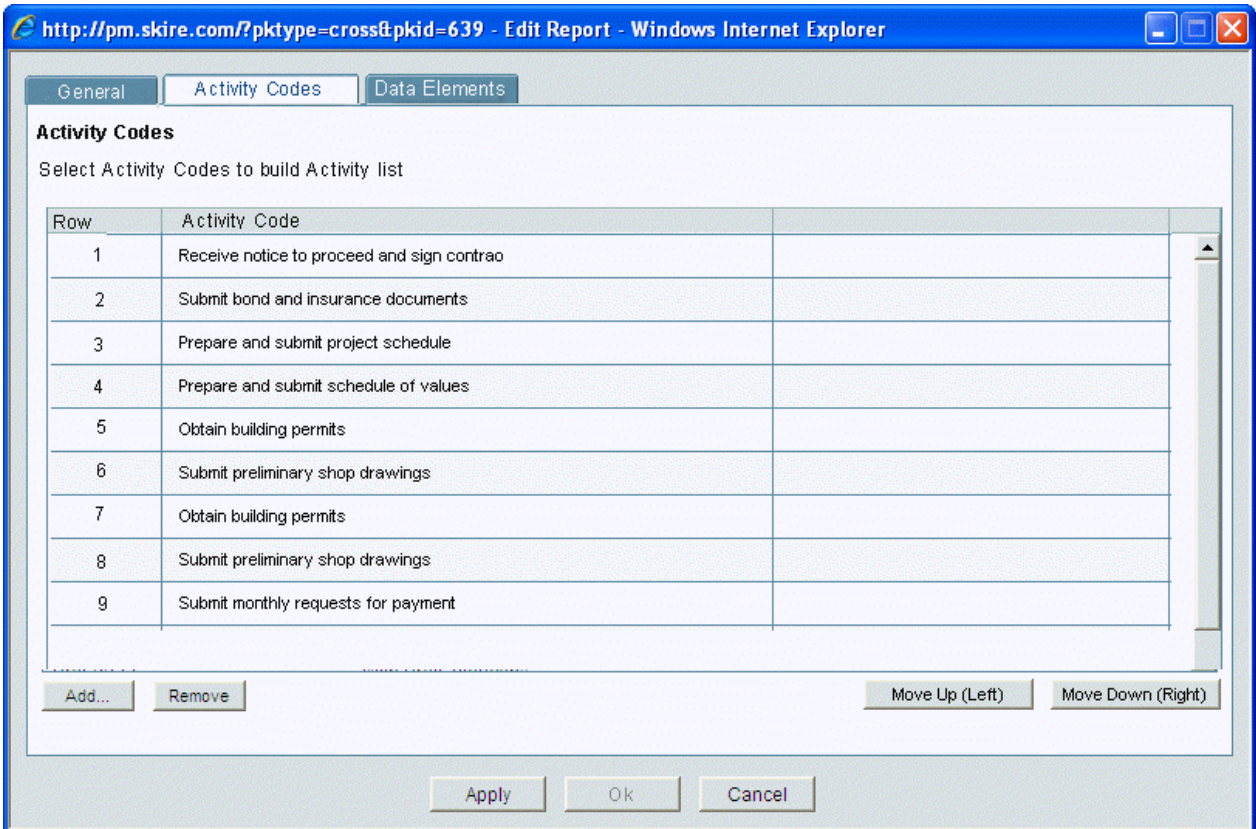 http://pm.skire.com/?pktype=cross&pkid=639 - Edit Report - Windows Internet Explorer
General Activity Codes Data Elements
Activity Codes
Select Activity Codes to build Activity list
Row Activity Code
1 Receive notice to proceed and sign contrao
2 Submit bond and insurance documents
3 Prepare and submit project schedule
4 Prepare and submit schedule of values
5 Obtain building permits
6 Submit preliminary shop drawings
7 Obtain building permits
8 Submit preliminary shop drawings
9 Submit monthly requests for payment
Add... Remove Move Up (Left) Move Down (Right)
Apply Ok Cancel